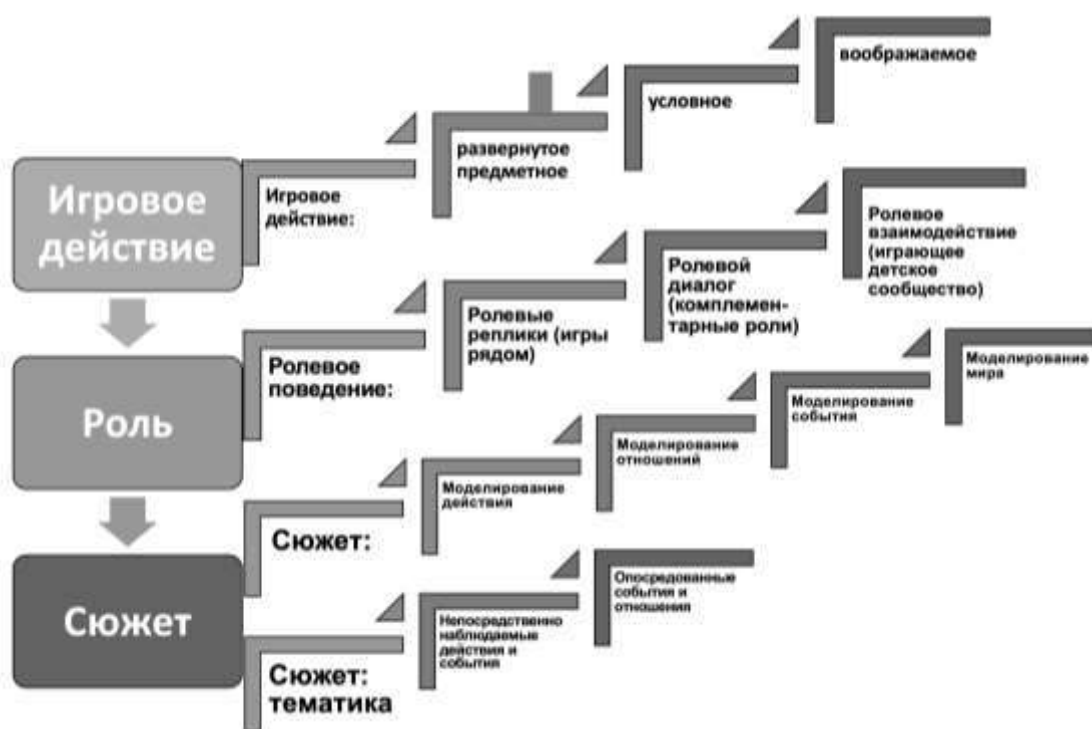 Игровое
действие
Игровое
действие:
развернутое
предметное
условное
воображаемое
Роль
Ролевое
поведение:
Ролевые
реплики (игры
рядом)
Ролевой
диалог
(комплемен-
тарные роли)
Ролевое
взаимодействие
(играющее
детское
сообщество)
Сюжет
Сюжет:
Моделирование
действия
Моделирование
отношений
Моделирование
события
Моделирование
мира
Сюжет:
тематика
Непосредственно
наблюдаемые
действия и
события
Опосредованные
события и
отношения